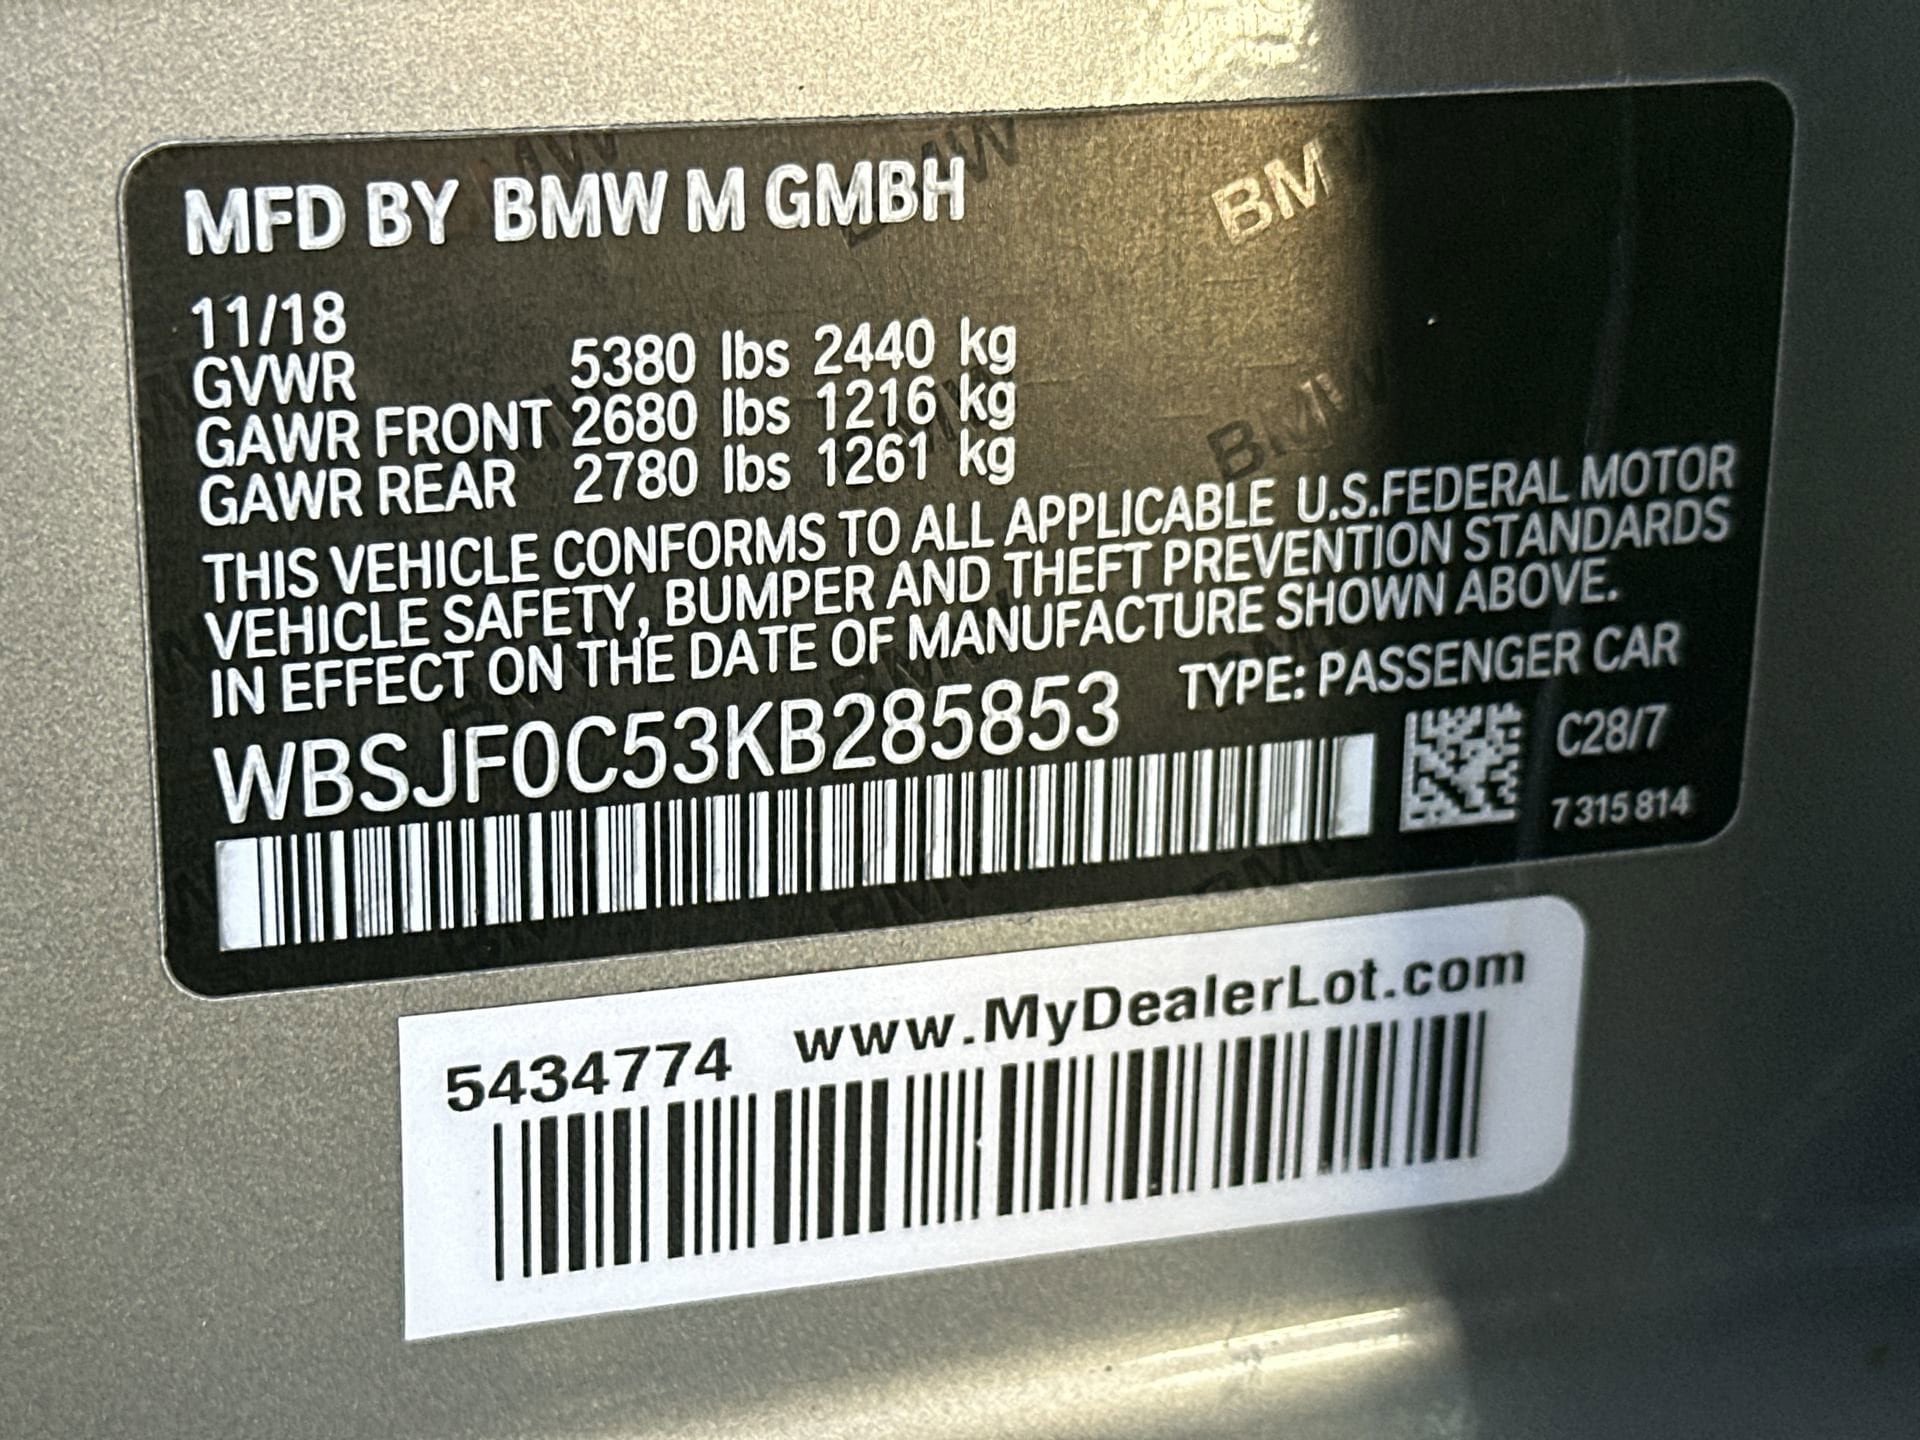 MFD BY BMW M GMBH
11/18
GVWR 5380 lbs 2440 kg
GAWR FRONT 2680 lbs 1216 kg
GAWR REAR 2780 lbs 1261 kg
THIS VEHICLE CONFORMS TO ALL APPLICABLE U.S.FEDERAL MOTOR
VEHICLE SAFETY, BUMPER AND THEFT PREVENTION STANDARDS
IN EFFECT ON THE DATE OF MANUFACTURE SHOWN ABOVE.
WBSJF0C53KB285853 TYPE: PASSENGER CAR
C28/7
7 315 814
5434774 www.MyDealerLot.com